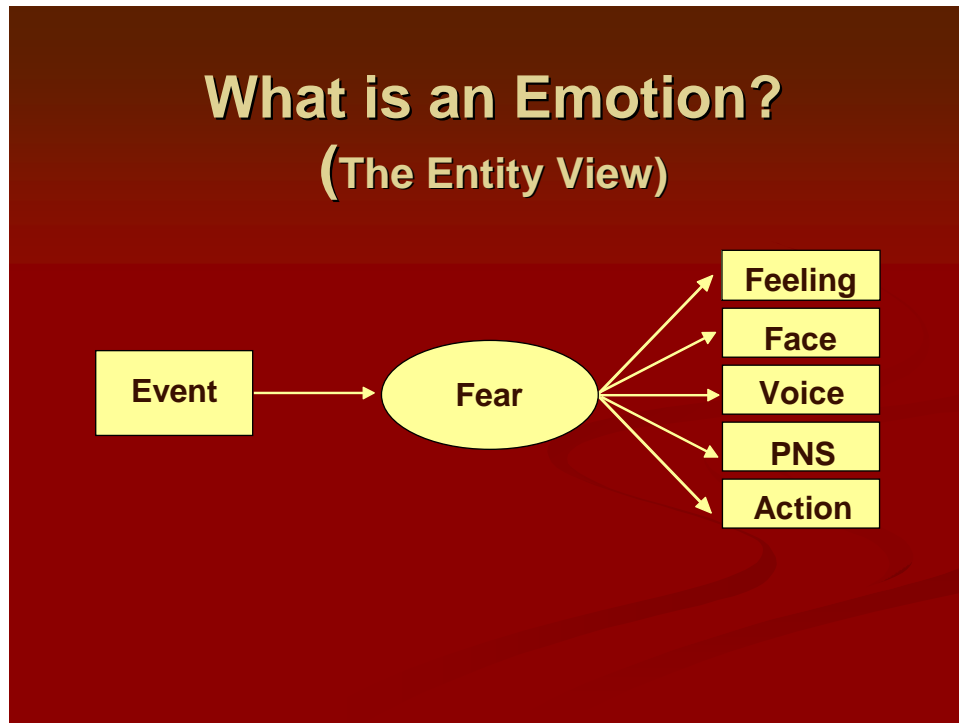 What is an Emotion?
(The Entity View)
Feeling
Face
Event
Fear
Voice
PNS
Action